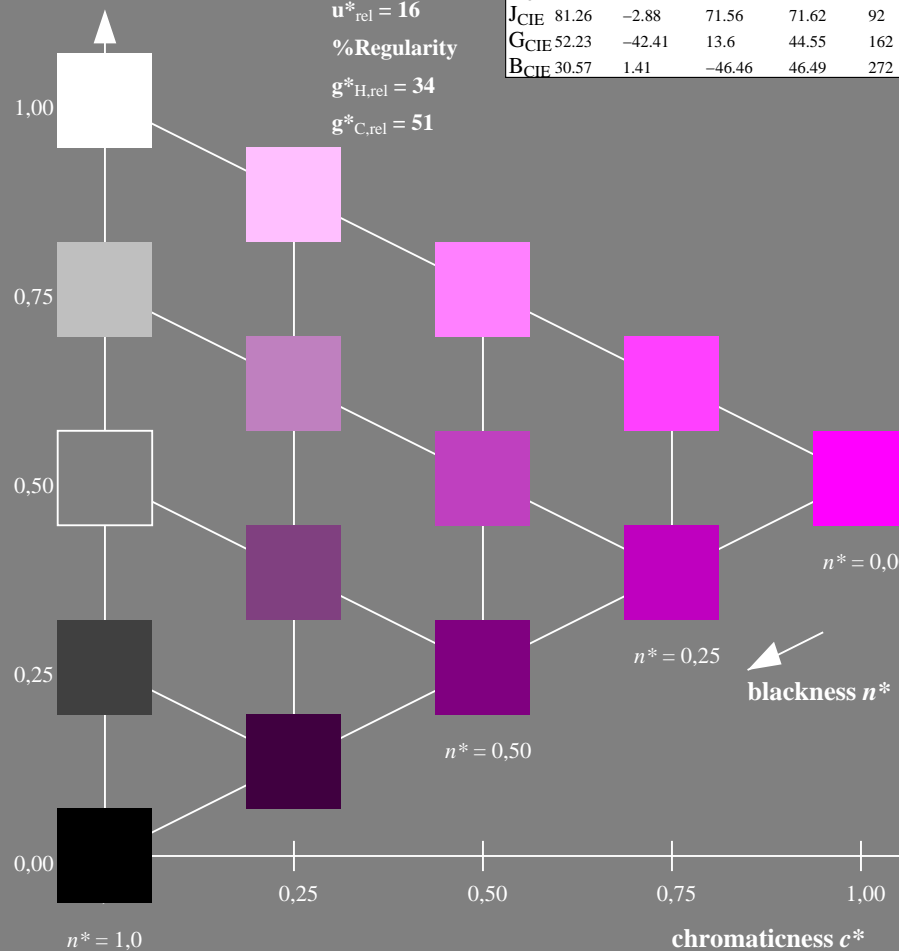 u*rel = 16
%Regularity
g*H,rel = 34
g*C,rel = 51
JCIE 81.26 −2.88 71.56 71.62 92
GCIE 52.23 −42.41 13.6 44.55 162
BCIE 30.57 1.41 −46.46 46.49 272
1,00
0,75
0,50
n* = 0,0
n* = 0,25
0,25
blackness n*
n* = 0,50
0,00
0,25 0,50 0,75 1,00
n* = 1,0
chromaticness c*